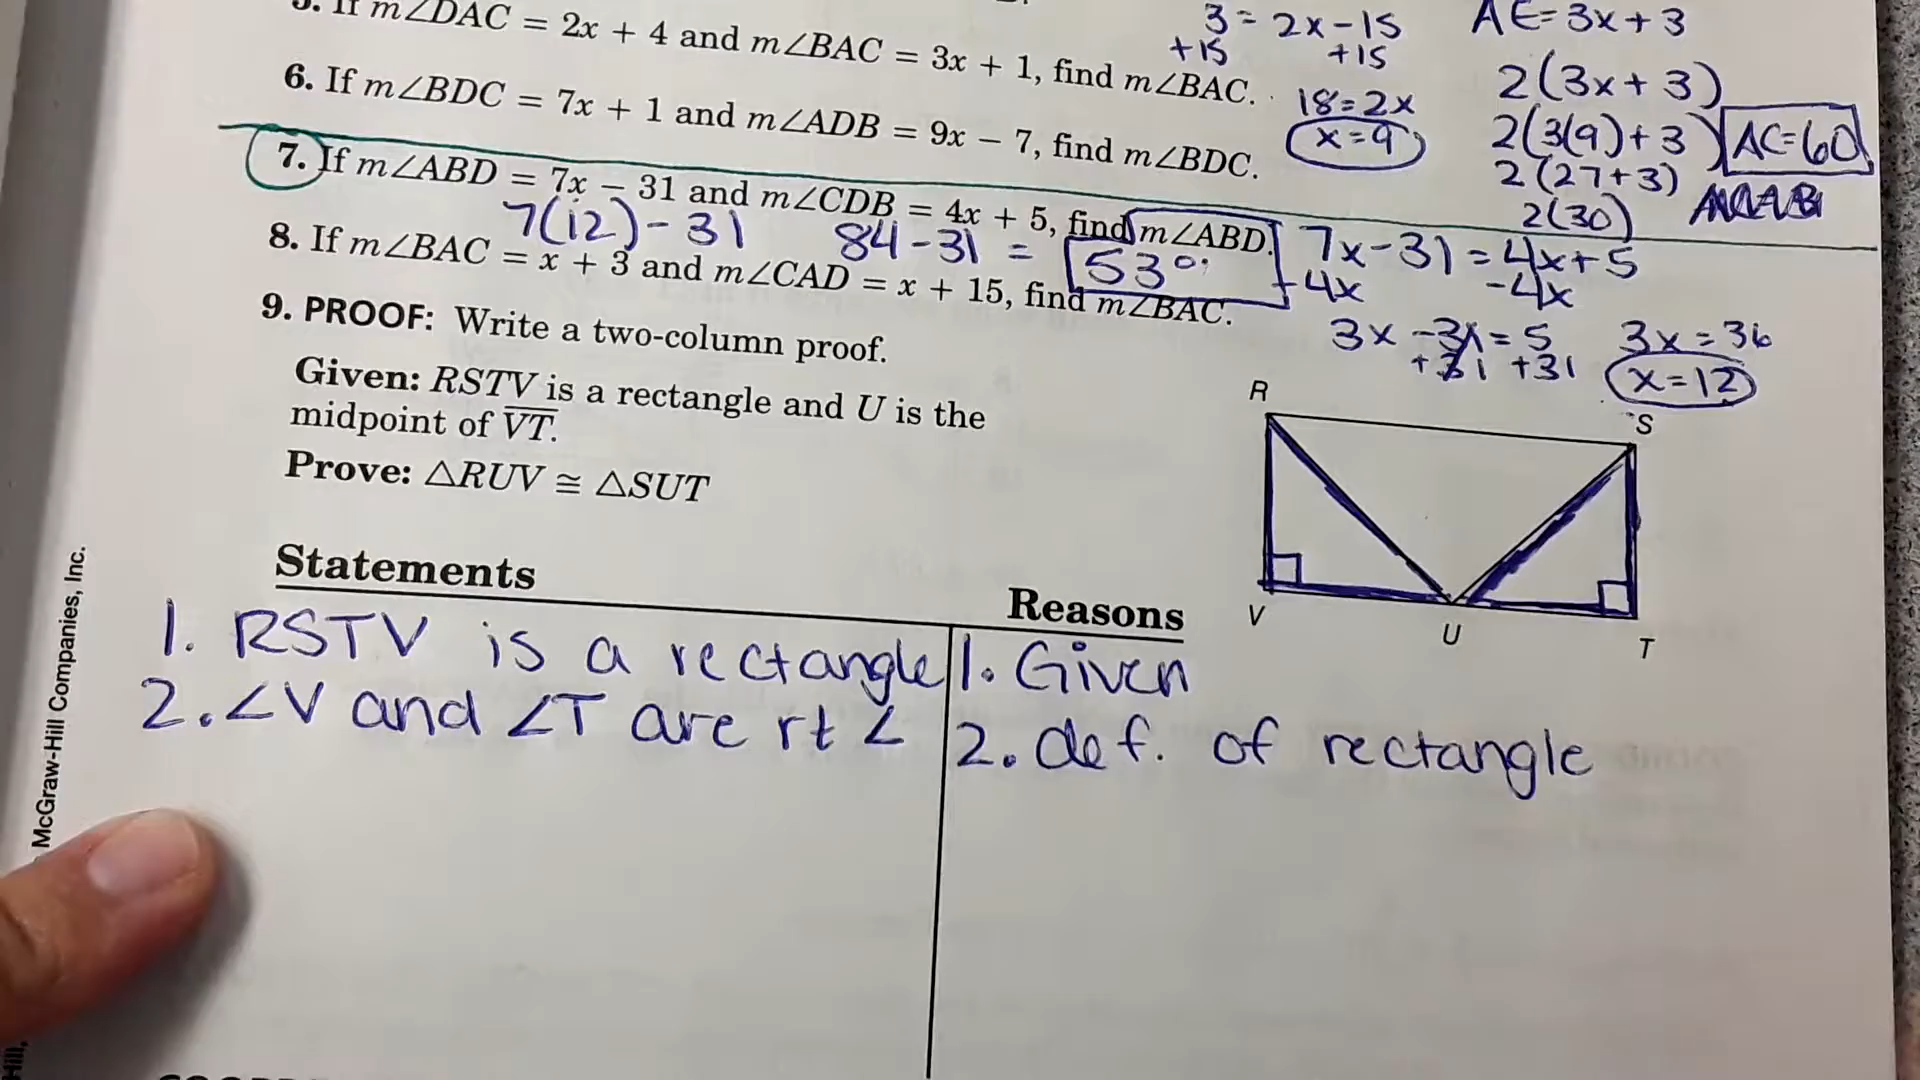 5. If m∠DAC = 2x + 4 and m∠BAC = 3x + 1, find m∠BAC.
6. If m∠BDC = 7x + 1 and m∠ADB = 9x − 7, find m∠BDC.
7. If m∠ABD = 7x − 31 and m∠CDB = 4x + 5, find m∠ABD.
7(12)-31 84-31 = 53°
8. If m∠BAC = x + 3 and m∠CAD = x + 15, find m∠BAC.
9. PROOF: Write a two-column proof.
Given: RSTV is a rectangle and U is the
midpoint of V̅T̅.
Prove: △RUV ≅ △SUT
3 = 2x-15
+15 +15
18=2x
x=9
AE=3x+3
2(3x+3)
2(3(9)+3)
2(27+3)
2(30)
AC=60
7x-31=4x+5
-4x -4x
3x-31=5
+31 +31
3x=36
x=12
R
S
V
U
T
Statements Reasons
1. RSTV is a rectangle 1. Given
2. ∠V and ∠T are rt ∠ 2. def. of rectangle
McGraw-Hill Companies, Inc.